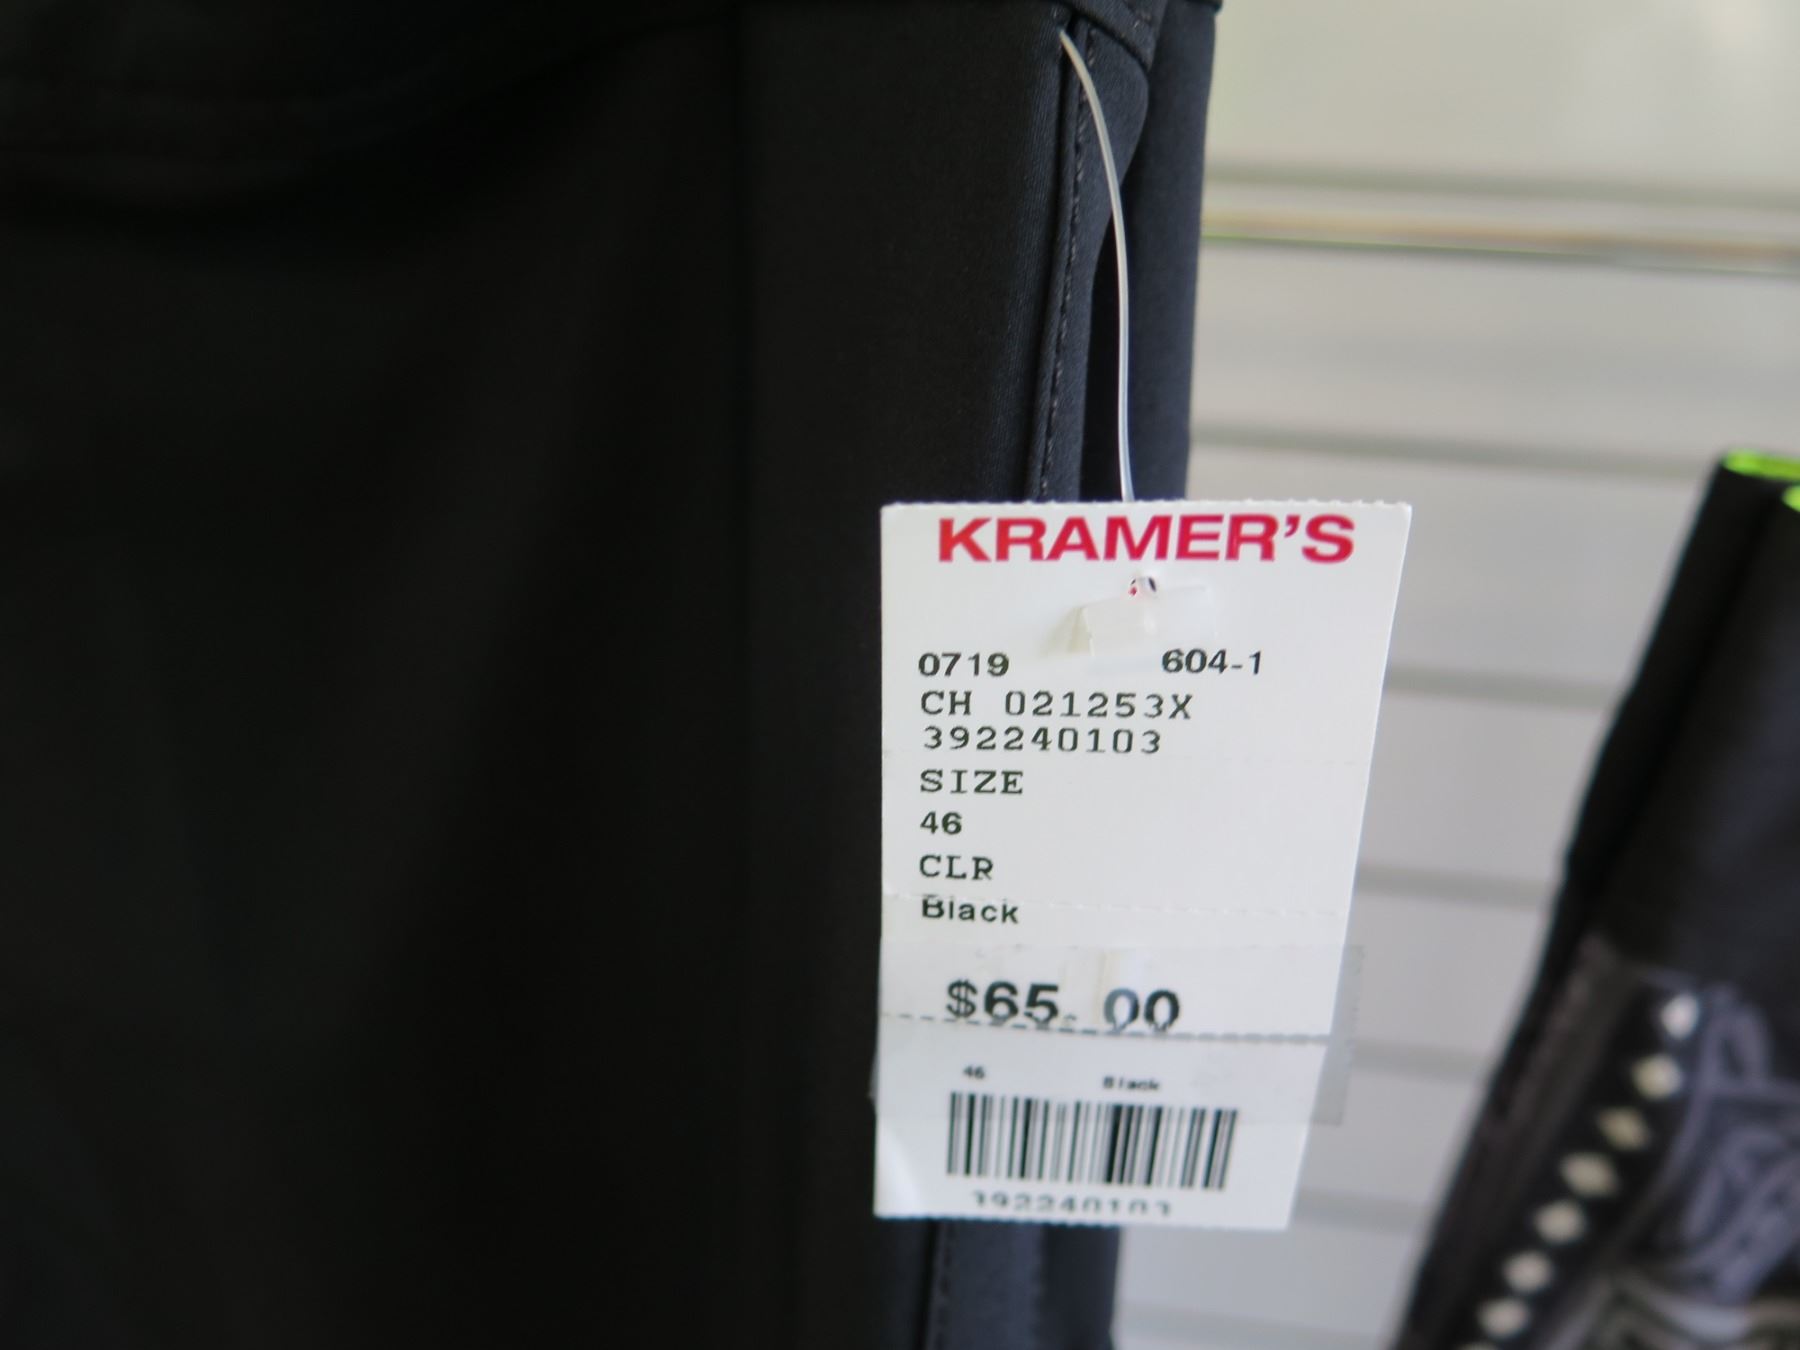 KRAMER'S
0719 604-1
CH 021253X
392240103
SIZE
46
CLR
Black
$65.00
46 Black
392240103